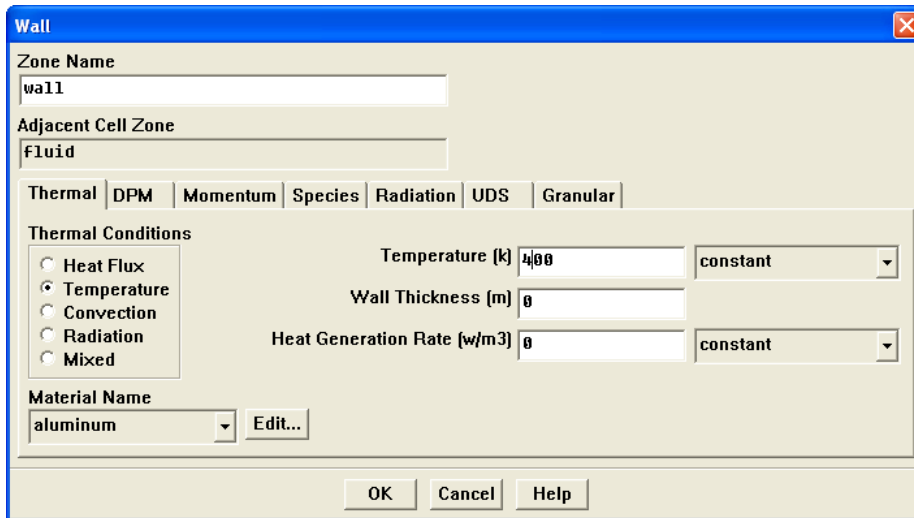 Wall
Zone Name
wall
Adjacent Cell Zone
fluid
Thermal DPM Momentum Species Radiation UDS Granular
Thermal Conditions
Heat Flux
Temperature
Convection
Radiation
Mixed
Temperature (k) 400 constant
Wall Thickness (m) 0
Heat Generation Rate (w/m3) 0 constant
Material Name
aluminum Edit...
OK Cancel Help